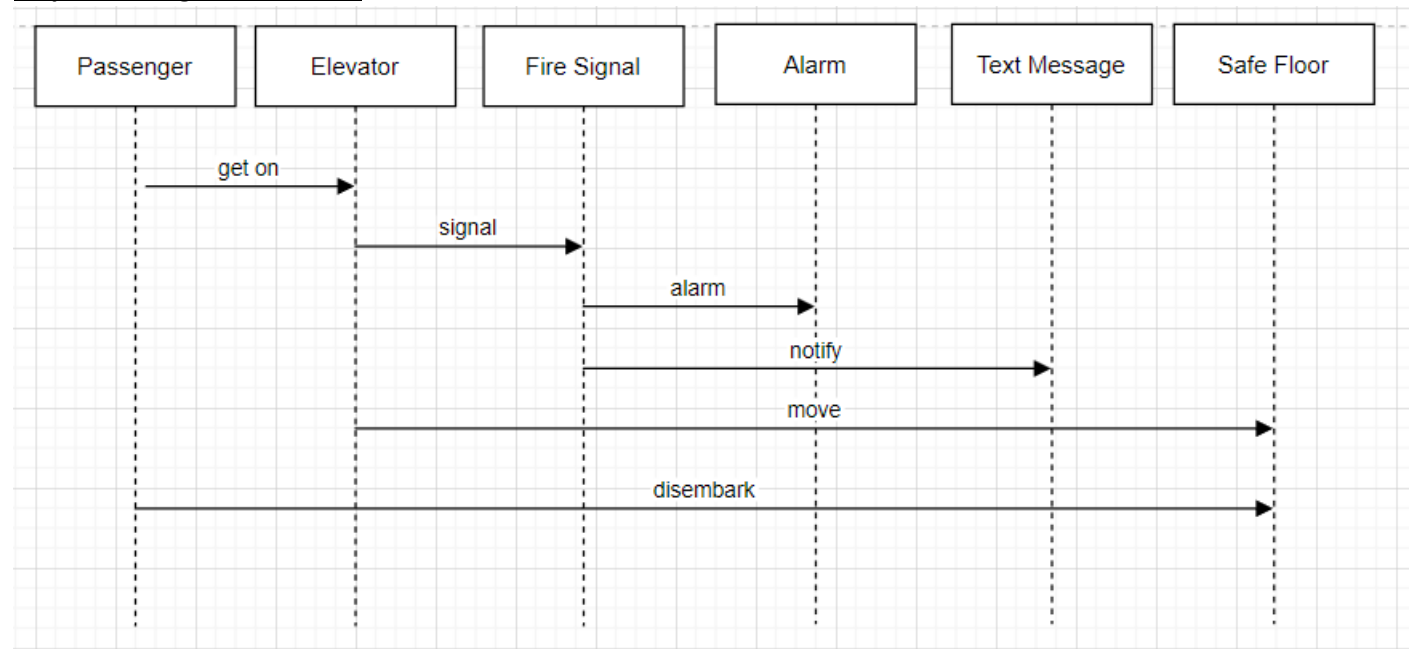 Passenger
Elevator
Fire Signal
Alarm
Text Message
Safe Floor
get on
signal
alarm
notify
move
disembark